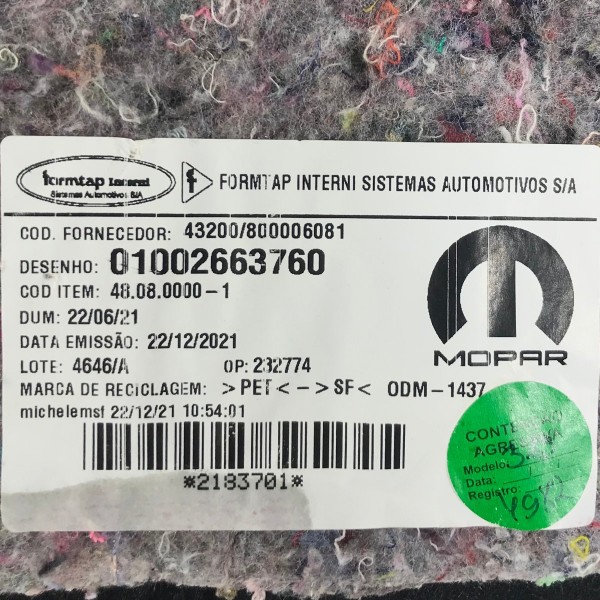 formtap Interni
Sistemas Automotivos S/A
f
FORMTAP INTERNI SISTEMAS AUTOMOTIVOS S/A
COD. FORNECEDOR: 43200/800006081
DESENHO: 01002663760
COD ITEM: 48.08.0000-1
DUM: 22/06/21
DATA EMISSÃO: 22/12/2021
LOTE: 4646/A OP: 232774
MARCA DE RECICLAGEM: >PET<->SF< ODM-1437
michelemsf 22/12/21 10:54:01
*2183701*
MOPAR
Modelo:
Data:
Registro: